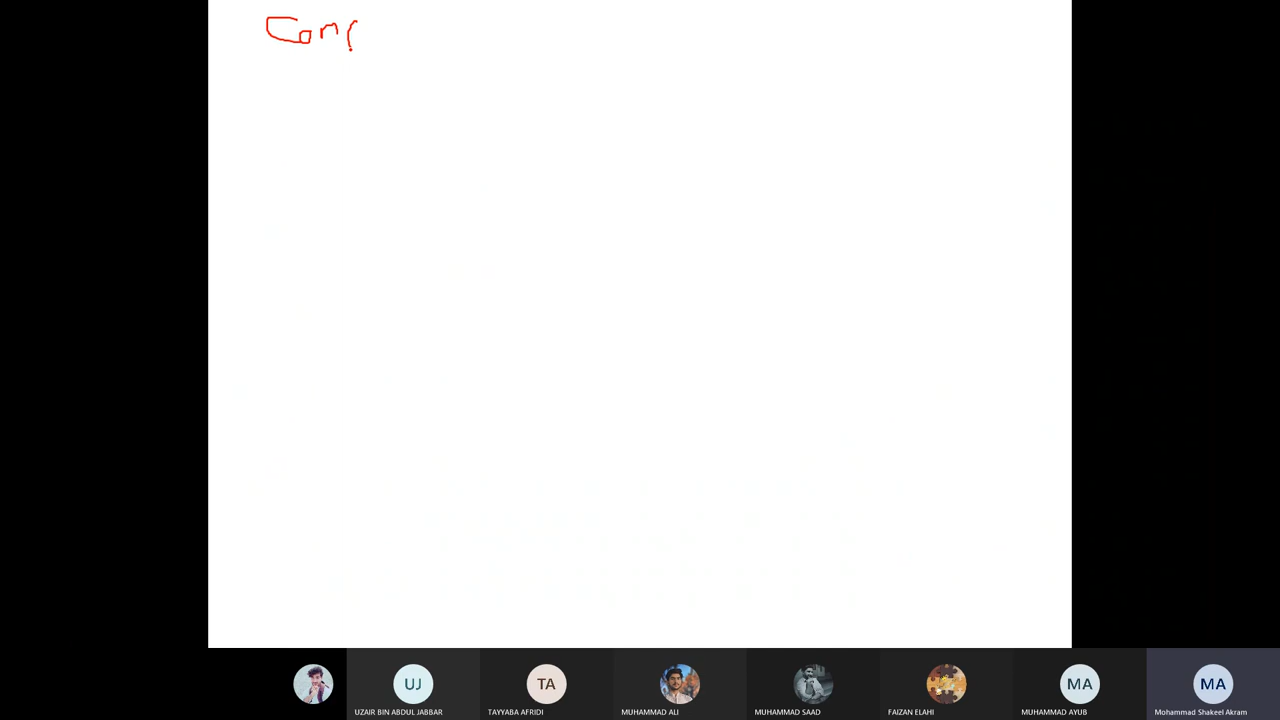 Con(
UJ
TA
MA
MA
UZAIR BIN ABDUL JABBAR
TAYYABA AFRIDI
MUHAMMAD ALI
MUHAMMAD SAAD
FAIZAN ELAHI
MUHAMMAD AYUB
Mohammad Shakeel Akram